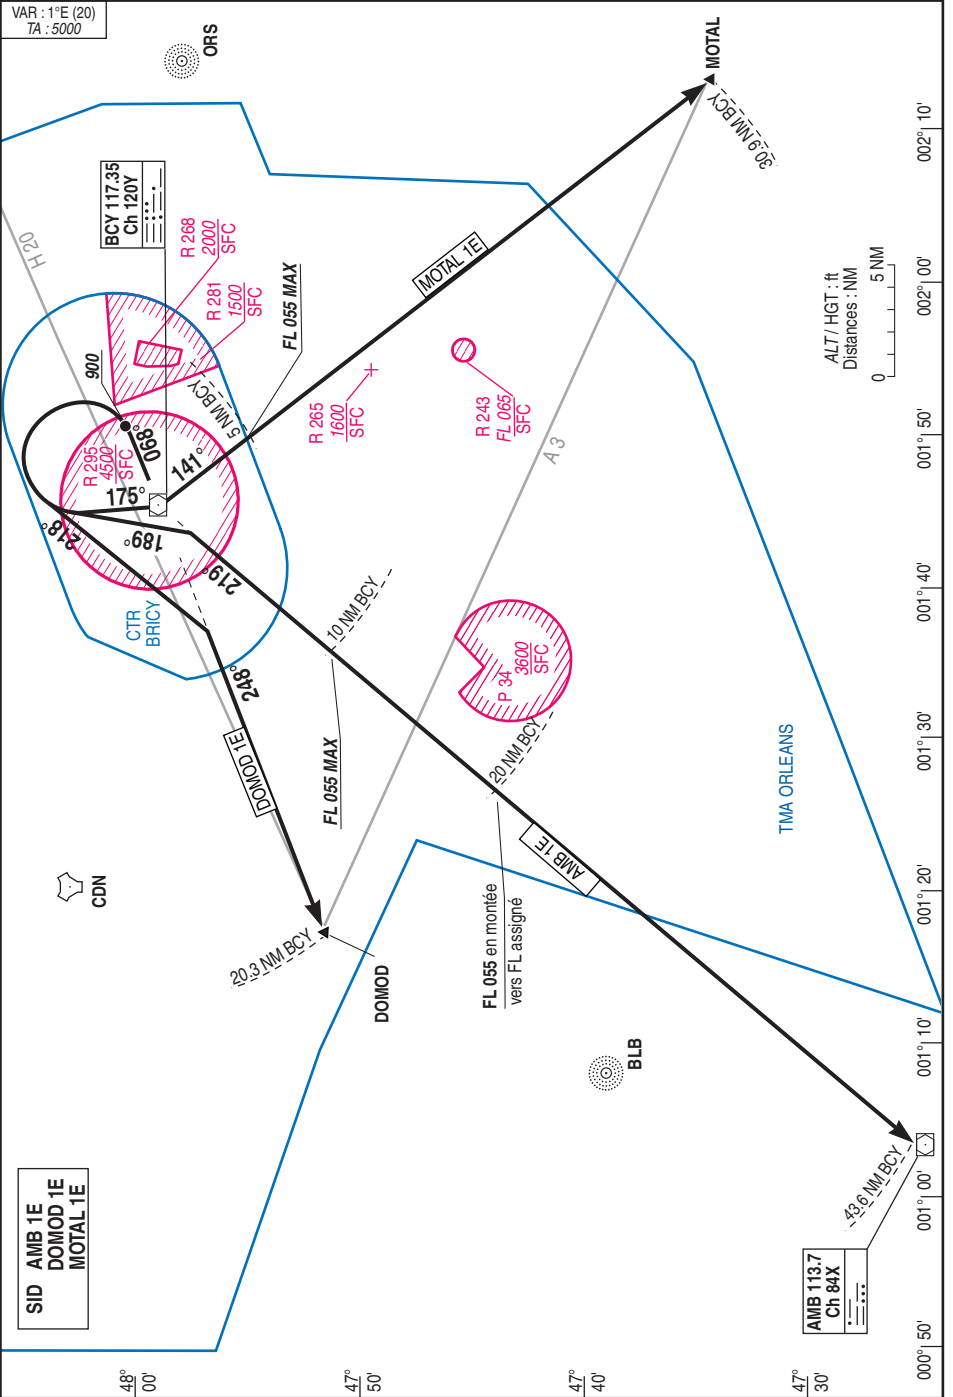 VAR : 1°E (20)
TA : 5000
ORS
MOTAL
30.9 NM BCY
H 20
BCY 117.35
Ch 120Y
R 268
2000
SFC
R 281
1500
SFC
FL 055 MAX
MOTAL 1E
900
5 NM BCY
R 265
1600
SFC
R 243
FL 065
SFC
A 3
ALT / HGT : ft
Distances : NM
0
5 NM
R 295
4500
SFC
068°
175°
141°
218°
189°
219°
CTR
BRICY
10 NM BCY
248°
DOMOD 1E
FL 055 MAX
P 34
3600
SFC
20 NM BCY
TMA ORLEANS
CDN
AMB 1E
20.3 NM BCY
DOMOD
FL 055 en montée
vers FL assigné
BLB
SID AMB 1E
DOMOD 1E
MOTAL 1E
43.6 NM BCY
AMB 113.7
Ch 84X
48°
00'
47°
50'
47°
40'
47°
30'
000° 50'
001° 00'
001° 10'
001° 20'
001° 30'
001° 40'
001° 50'
002° 00'
002° 10'